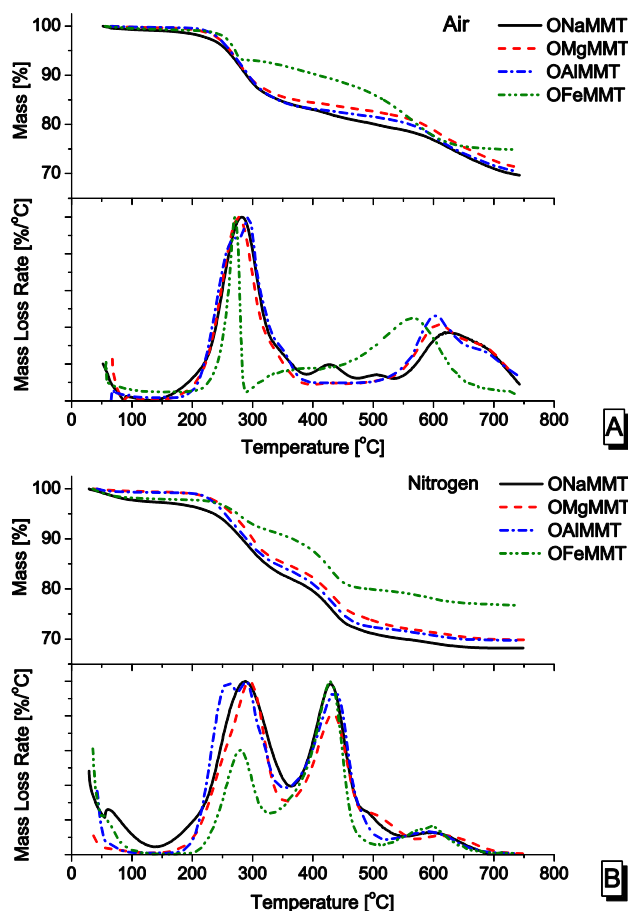 Air
ONaMMT
OMgMMT
OAlMMT
OFeMMT
Mass [%]
100
90
80
70
Mass Loss Rate [%/°C]
0 100 200 300 400 500 600 700 800
Temperature [°C]
A
Nitrogen
ONaMMT
OMgMMT
OAlMMT
OFeMMT
Mass [%]
100
90
80
70
Mass Loss Rate [%/°C]
0 100 200 300 400 500 600 700 800
Temperature [°C]
B